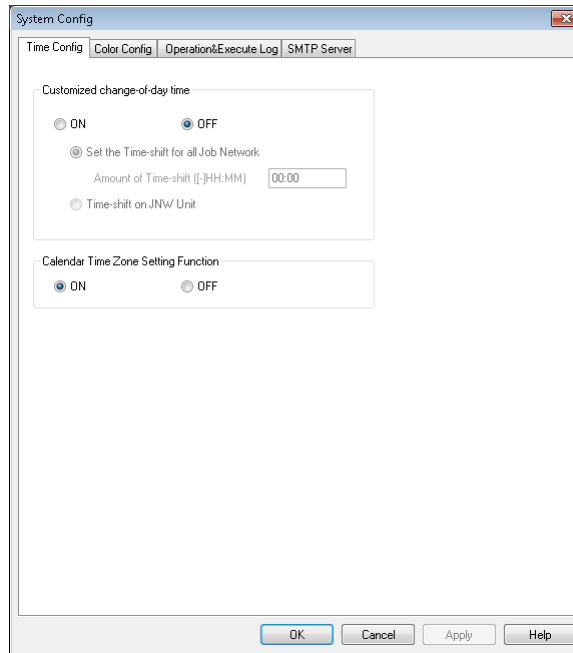 System Config
Time Config Color Config Operation&Execute Log SMTP Server
Customized change-of-day time
ON OFF
Set the Time-shift for all Job Network
Amount of Time-shift ([-]HH:MM) 00:00
Time-shift on JNW Unit
Calendar Time Zone Setting Function
ON OFF
OK Cancel Apply Help